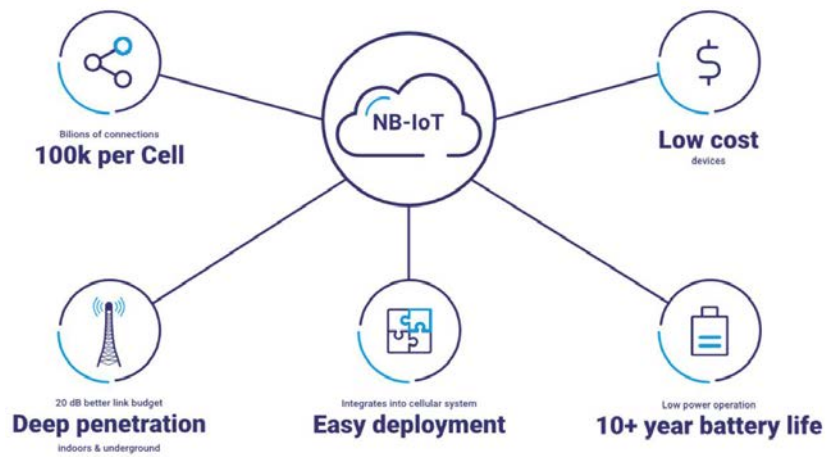 NB-IoT
$
Bilions of connections
100k per Cell
Low cost
devices
20 dB better link budget
Deep penetration
indoors & underground
Integrates into cellular system
Easy deployment
Low power operation
10+ year battery life